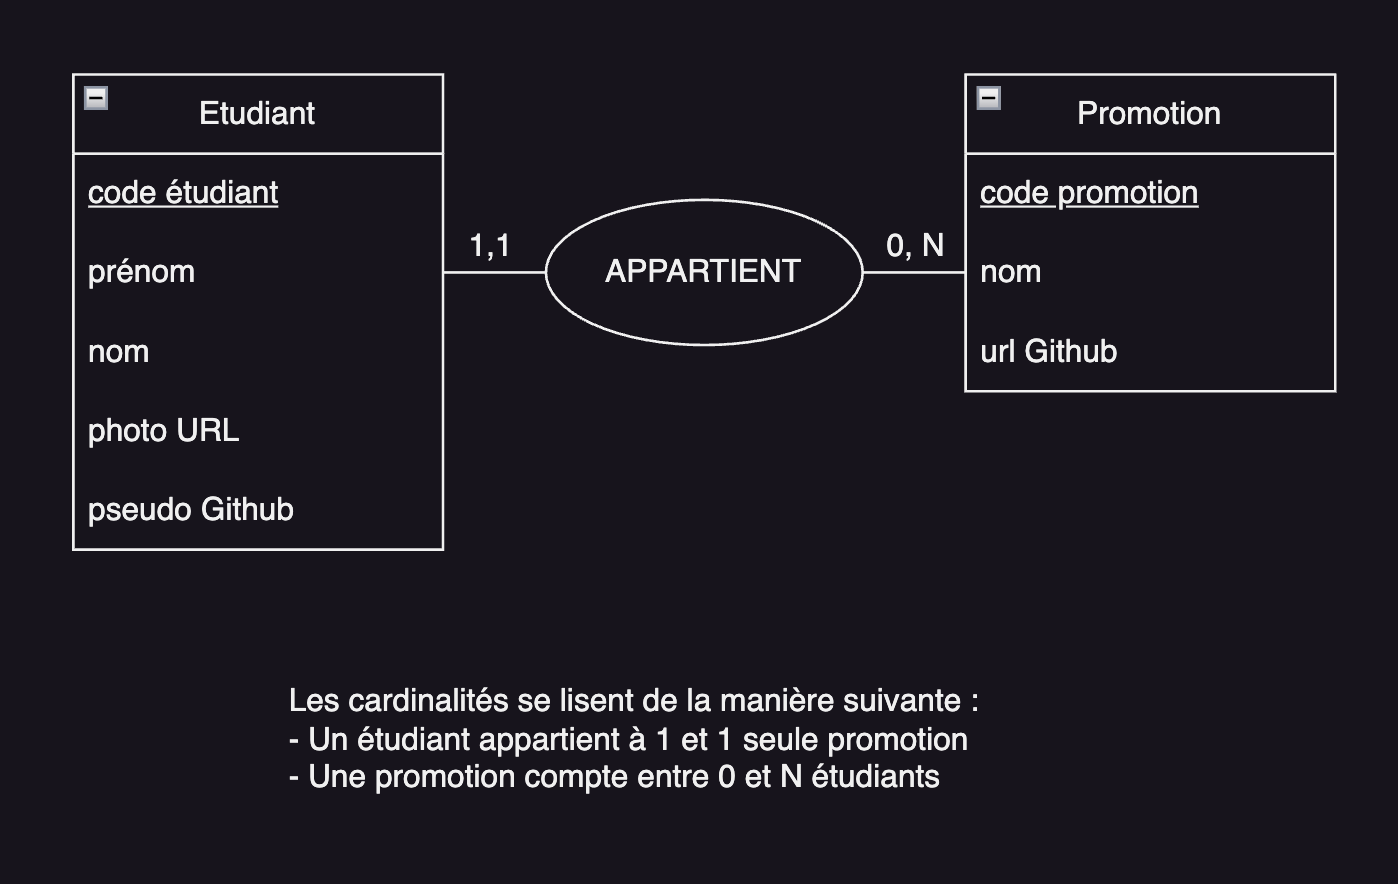 Etudiant
code étudiant
prénom
nom
photo URL
pseudo Github
1,1
APPARTIENT
0, N
Promotion
code promotion
nom
url Github
Les cardinalités se lisent de la manière suivante :
- Un étudiant appartient à 1 et 1 seule promotion
- Une promotion compte entre 0 et N étudiants